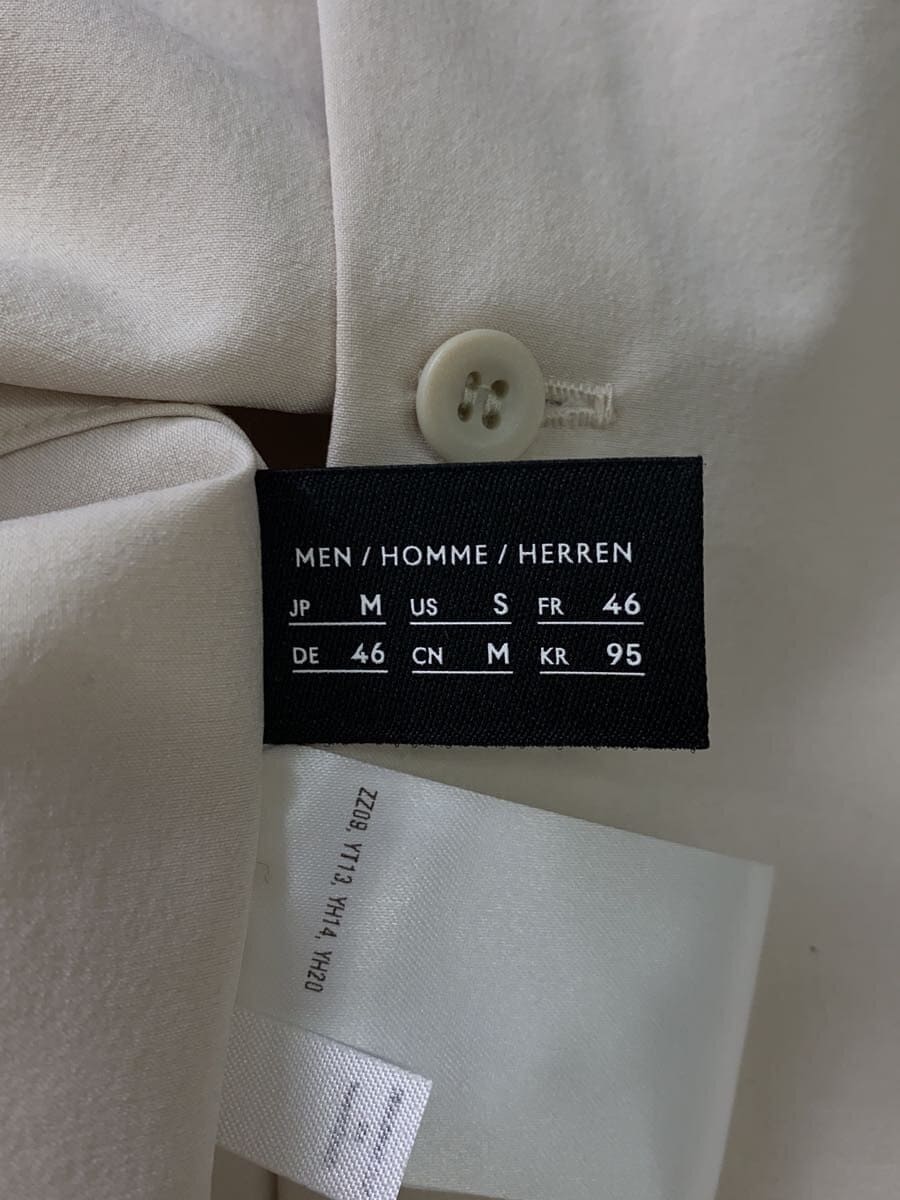 MEN / HOMME / HERREN
JP M US S FR 46
DE 46 CN M KR 95
ZZ09, YT13, YH14, YH20